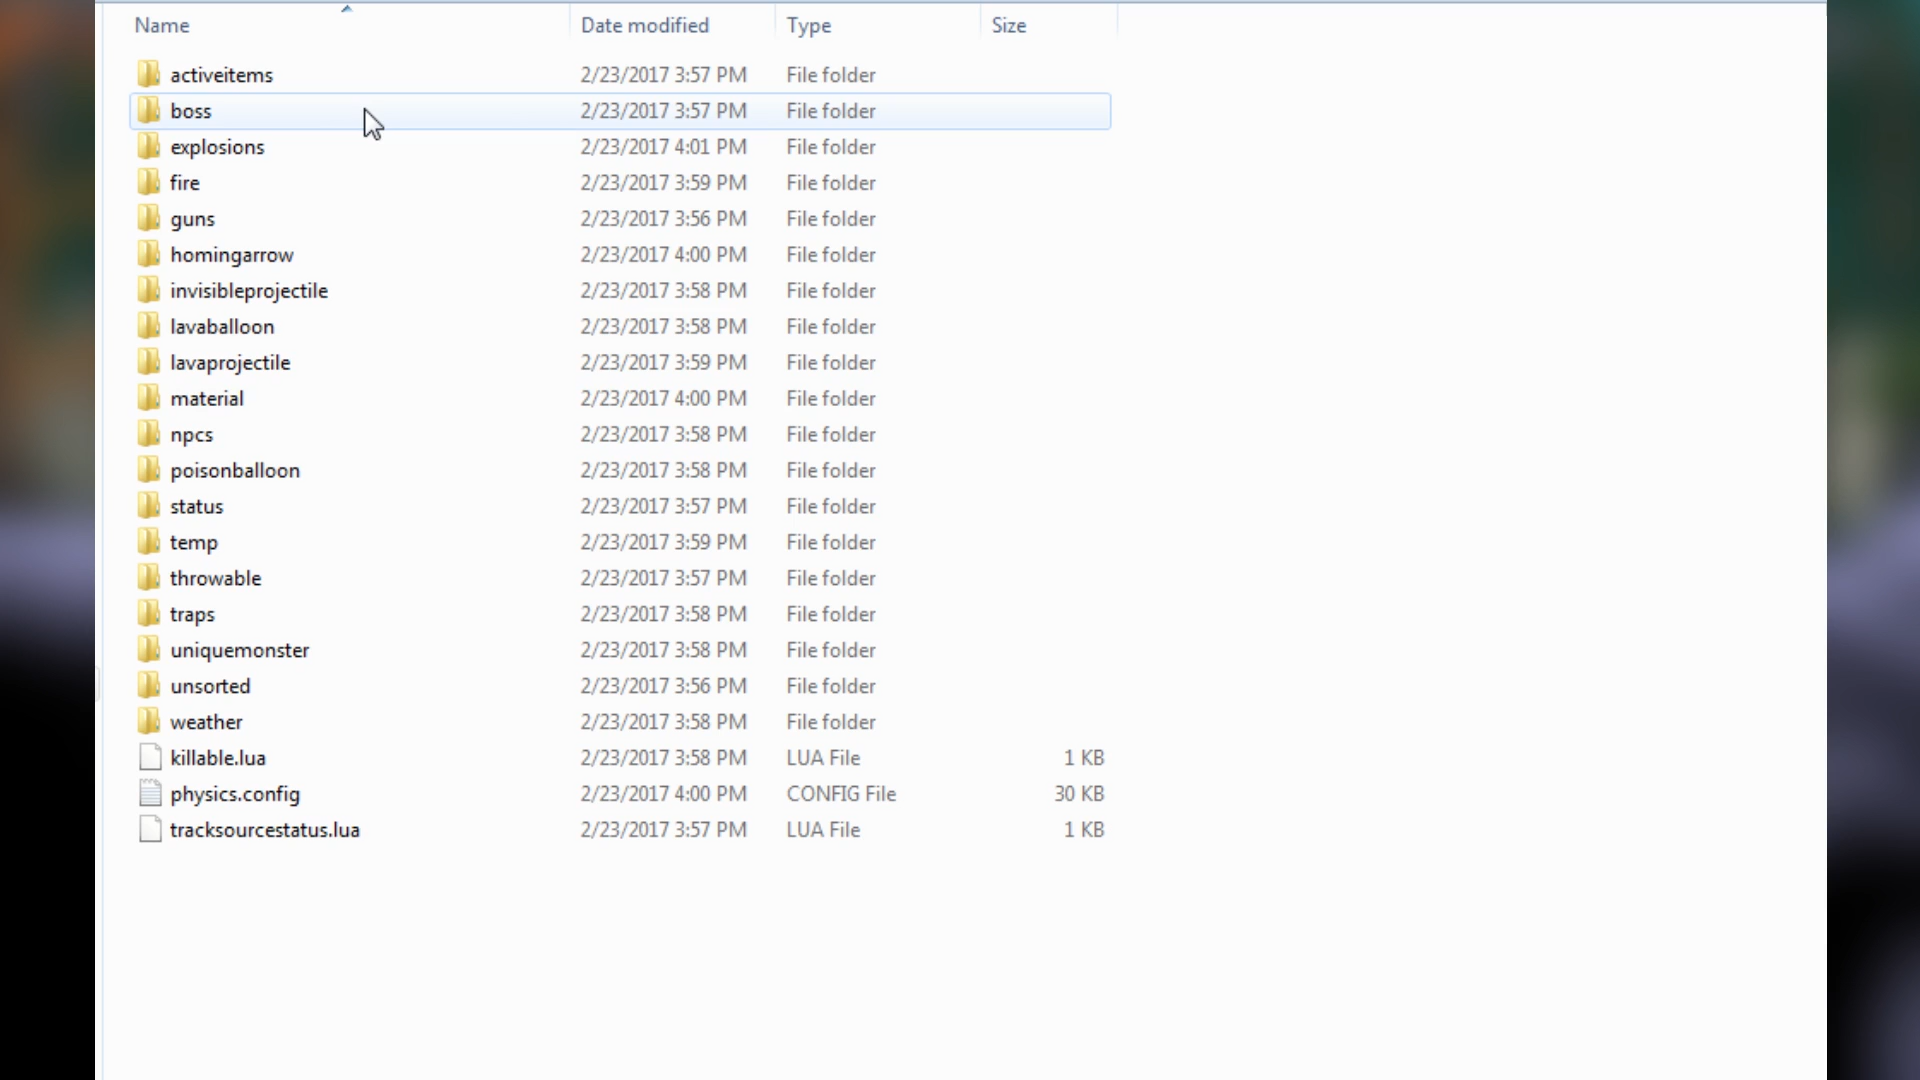 Name Date modified Type Size
activeitems 2/23/2017 3:57 PM File folder
boss 2/23/2017 3:57 PM File folder
explosions 2/23/2017 4:01 PM File folder
fire 2/23/2017 3:59 PM File folder
guns 2/23/2017 3:56 PM File folder
homingarrow 2/23/2017 4:00 PM File folder
invisibleprojectile 2/23/2017 3:58 PM File folder
lavaballoon 2/23/2017 3:58 PM File folder
lavaprojectile 2/23/2017 3:59 PM File folder
material 2/23/2017 4:00 PM File folder
npcs 2/23/2017 3:58 PM File folder
poisonballoon 2/23/2017 3:58 PM File folder
status 2/23/2017 3:57 PM File folder
temp 2/23/2017 3:59 PM File folder
throwable 2/23/2017 3:57 PM File folder
traps 2/23/2017 3:58 PM File folder
uniquemonster 2/23/2017 3:58 PM File folder
unsorted 2/23/2017 3:56 PM File folder
weather 2/23/2017 3:58 PM File folder
killable.lua 2/23/2017 3:58 PM LUA File 1 KB
physics.config 2/23/2017 4:00 PM CONFIG File 30 KB
tracksourcestatus.lua 2/23/2017 3:57 PM LUA File 1 KB